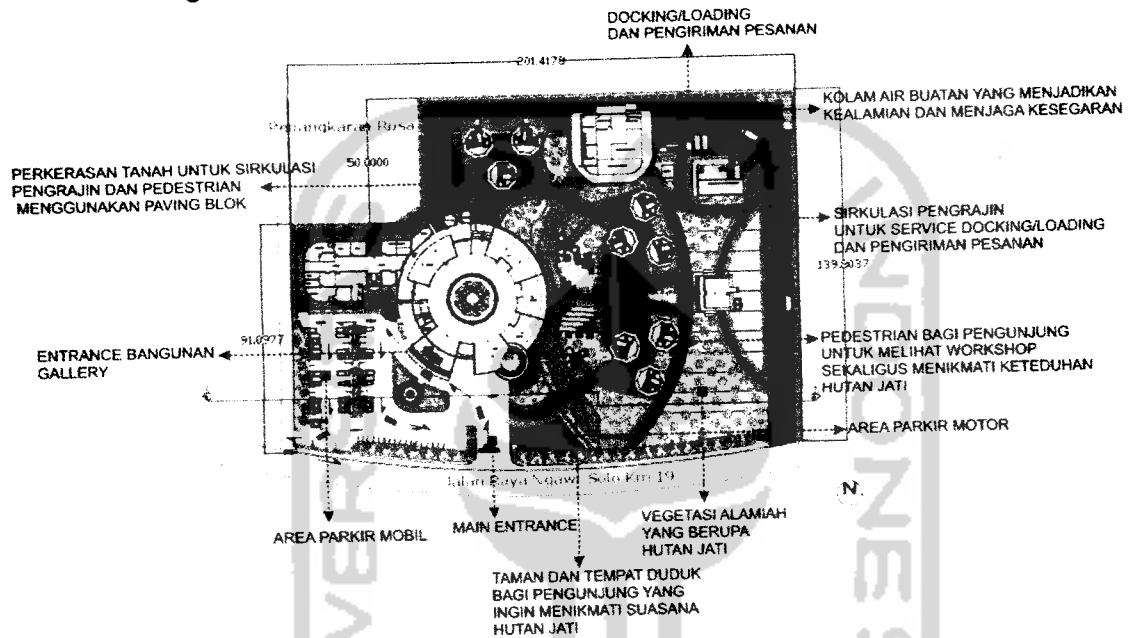 DOCKING/LOADING
DAN PENGIRIMAN PESANAN
201.4178
KOLAM AIR BUATAN YANG MENJADIKAN
KEALAMIAN DAN MENJAGA KESEGARAN
Penangkaran Rusa
50.0000
PERKERASAN TANAH UNTUK SIRKULASI
PENGRAJIN DAN PEDESTRIAN
MENGGUNAKAN PAVING BLOK
SIRKULASI PENGRAJIN
UNTUK SERVICE DOCKING/LOADING
DAN PENGIRIMAN PESANAN
91.0977
ENTRANCE BANGUNAN
GALLERY
PEDESTRIAN BAGI PENGUNJUNG
UNTUK MELIHAT WORKSHOP
SEKALIGUS MENIKMATI KETEDUHAN
HUTAN JATI
AREA PARKIR MOTOR
Jalan Raya Ngawi Solo Km 19
N
AREA PARKIR MOBIL
MAIN ENTRANCE
VEGETASI ALAMIAH
YANG BERUPA
HUTAN JATI
TAMAN DAN TEMPAT DUDUK
BAGI PENGUNJUNG YANG
INGIN MENIKMATI SUASANA
HUTAN JATI